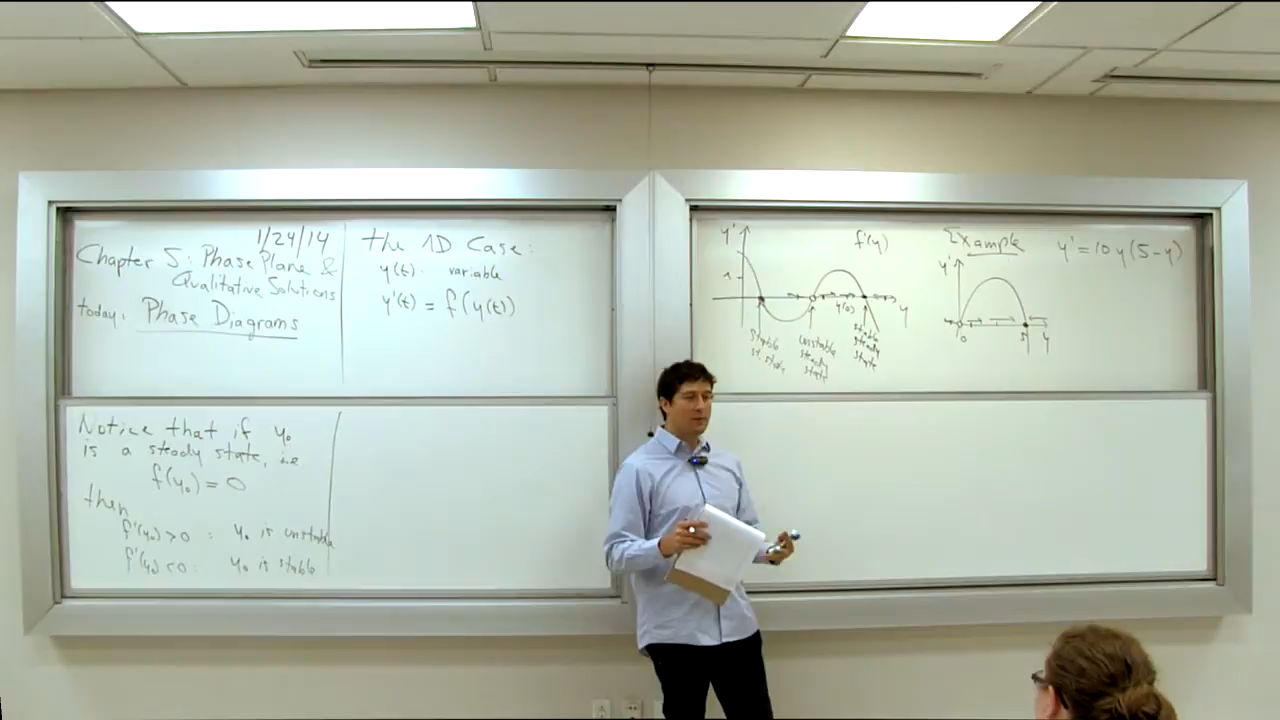 1/24/14
Chapter 5: Phase Plane &
Qualitative Solutions
today: Phase Diagrams
the 1D Case:
y(t): variable
y'(t) = f(y(t))
Notice that if y₀
is a steady state, i.e
f(y₀) = 0
then
f'(y₀) > 0 : y₀ is unstable
f'(y₀) < 0 : y₀ is stable
y'
f(y)
1
y(0)
y
stable
st. state
unstable
steady
state
stable
steady
state
Example y' = 10 y (5 - y)
y'
0 5 y